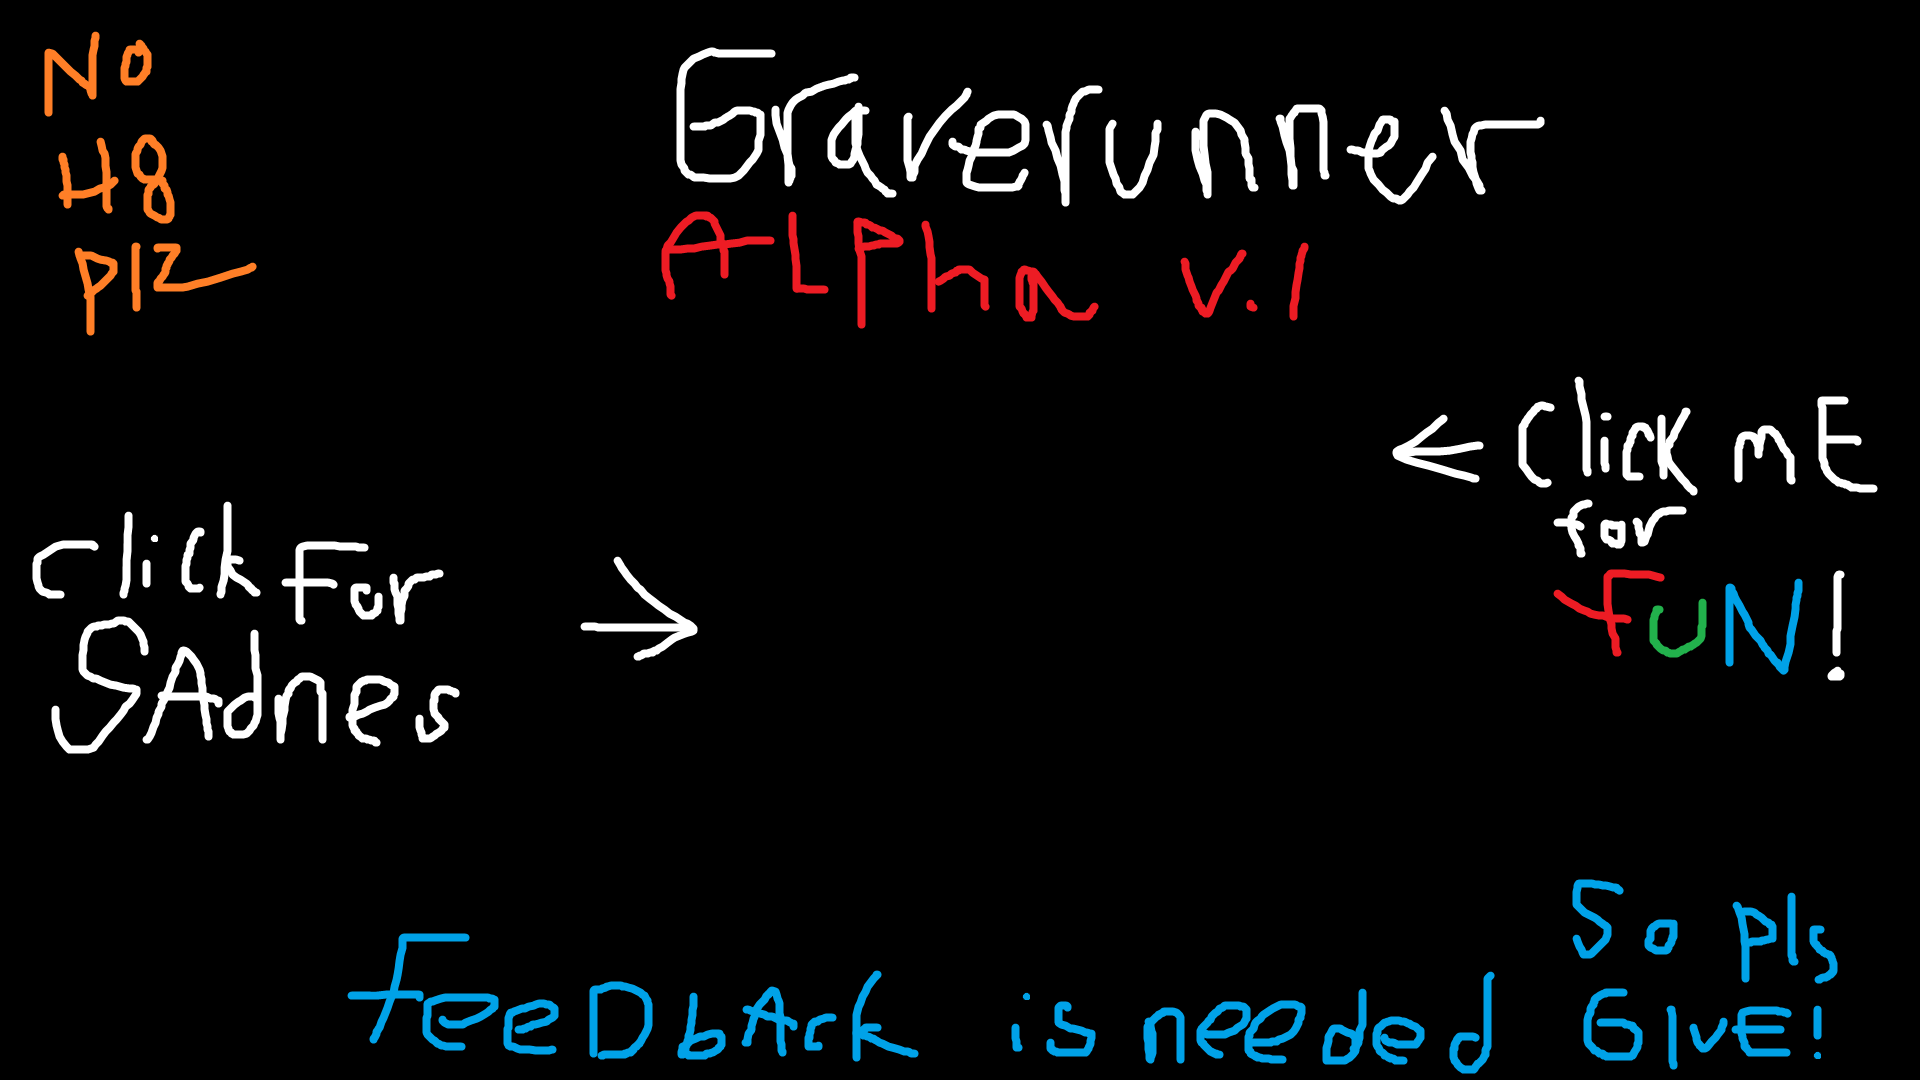 No
H8
plz
Graverunner
ALPha v.1
<- Click mE
for
FUN!
click For
SAdnes ->
So pls
FeeDbAck is needed GIvE!